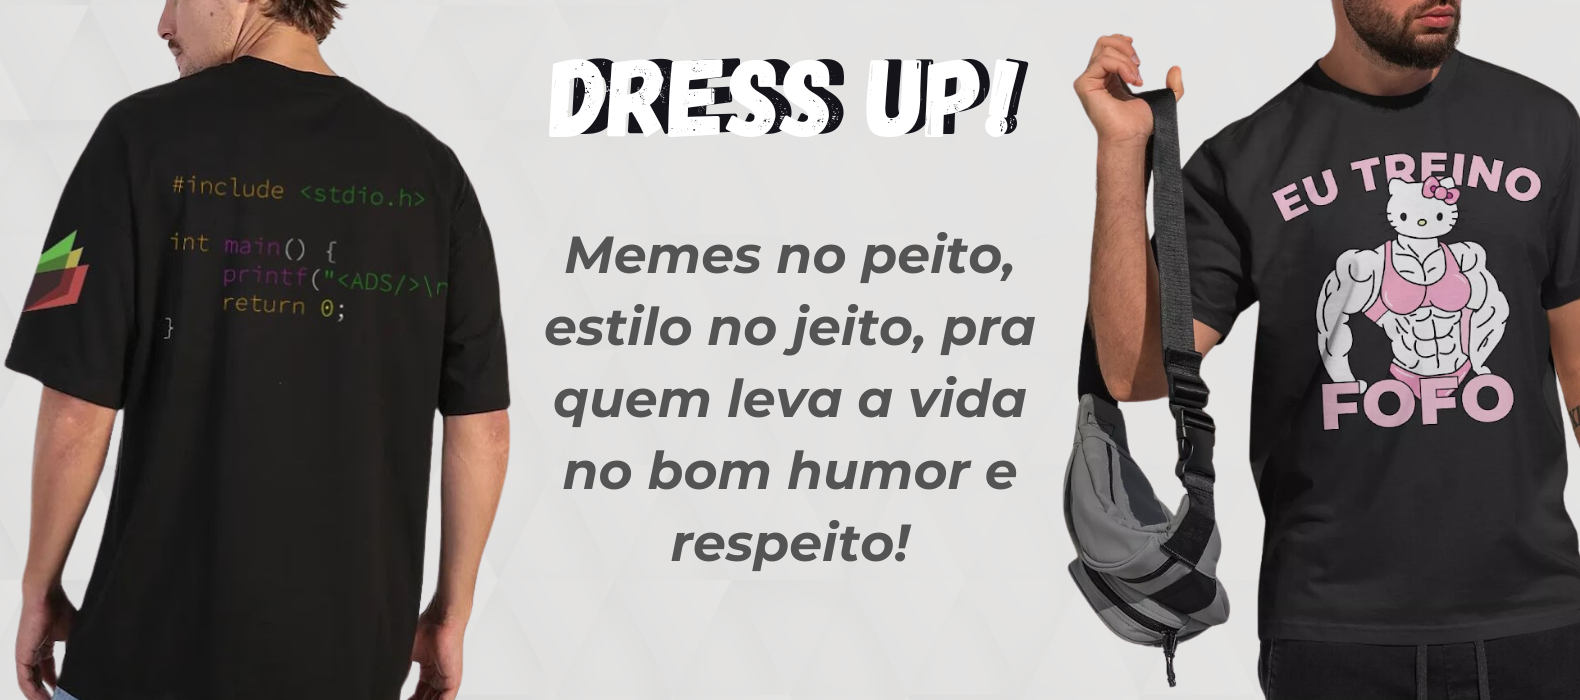 #include <stdio.h>
int main() {
printf("<ADS/>\n
return 0;
}
DRESS UP!
Memes no peito,
estilo no jeito, pra
quem leva a vida
no bom humor e
respeito!
EU TREINO
FOFO